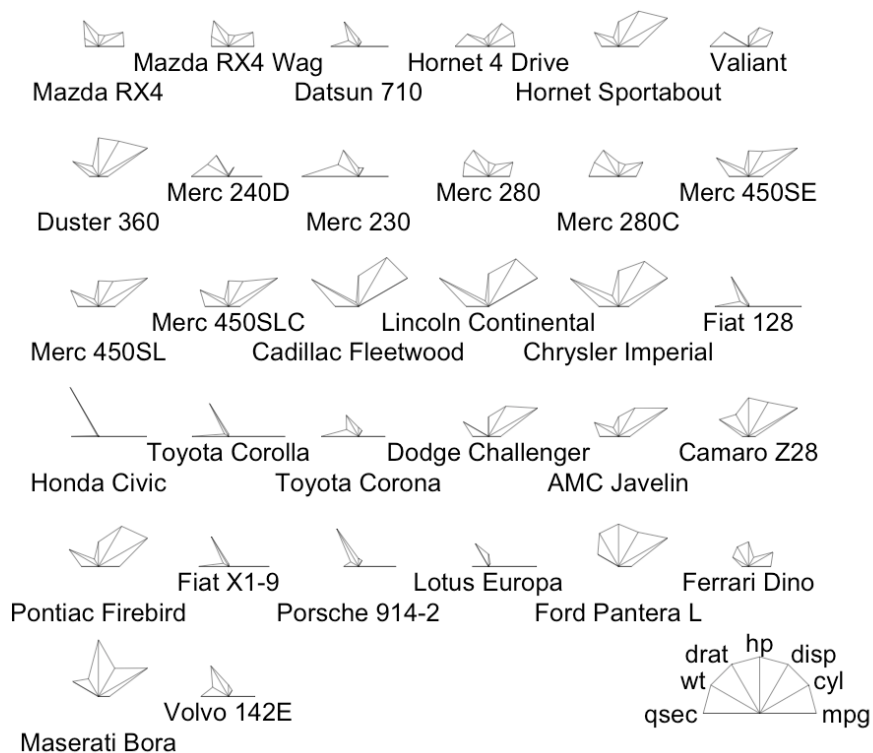 Mazda RX4 Wag
Hornet 4 Drive
Valiant
Mazda RX4
Datsun 710
Hornet Sportabout
Merc 240D
Merc 280
Merc 450SE
Duster 360
Merc 230
Merc 280C
Merc 450SLC
Lincoln Continental
Fiat 128
Merc 450SL
Cadillac Fleetwood
Chrysler Imperial
Toyota Corolla
Dodge Challenger
Camaro Z28
Honda Civic
Toyota Corona
AMC Javelin
Fiat X1-9
Lotus Europa
Ferrari Dino
Pontiac Firebird
Porsche 914-2
Ford Pantera L
hp
drat
disp
wt
cyl
qsec
mpg
Volvo 142E
Maserati Bora